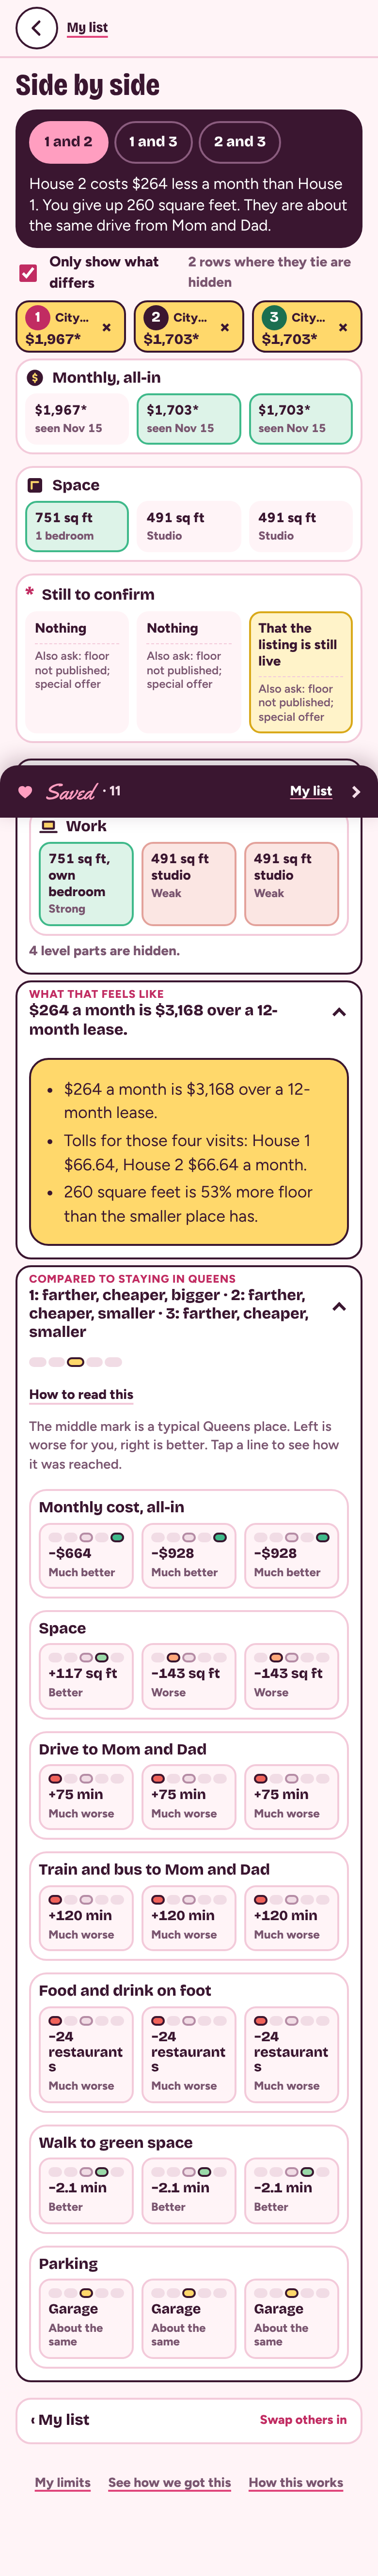 My list
Side by side
1 and 2
1 and 3
2 and 3
House 2 costs $264 less a month than House
1. You give up 260 square feet. They are about
the same drive from Mom and Dad.
Only show what
differs
2 rows where they tie are
hidden
1 City... ×
$1,967*
2 City... ×
$1,703*
3 City... ×
$1,703*
$ Monthly, all-in
$1,967*
seen Nov 15
$1,703*
seen Nov 15
$1,703*
seen Nov 15
Space
751 sq ft
1 bedroom
491 sq ft
Studio
491 sq ft
Studio
* Still to confirm
Nothing
Also ask: floor
not published;
special offer
Nothing
Also ask: floor
not published;
special offer
That the
listing is still
live
Also ask: floor
not published;
special offer
Saved · 11
My list
Work
751 sq ft,
own
bedroom
Strong
491 sq ft
studio
Weak
491 sq ft
studio
Weak
4 level parts are hidden.
WHAT THAT FEELS LIKE
$264 a month is $3,168 over a 12-
month lease.
• $264 a month is $3,168 over a 12-
month lease.
• Tolls for those four visits: House 1
$66.64, House 2 $66.64 a month.
• 260 square feet is 53% more floor
than the smaller place has.
COMPARED TO STAYING IN QUEENS
1: farther, cheaper, bigger · 2: farther,
cheaper, smaller · 3: farther, cheaper,
smaller
How to read this
The middle mark is a typical Queens place. Left is
worse for you, right is better. Tap a line to see how
it was reached.
Monthly cost, all-in
−$664
Much better
−$928
Much better
−$928
Much better
Space
+117 sq ft
Better
−143 sq ft
Worse
−143 sq ft
Worse
Drive to Mom and Dad
+75 min
Much worse
+75 min
Much worse
+75 min
Much worse
Train and bus to Mom and Dad
+120 min
Much worse
+120 min
Much worse
+120 min
Much worse
Food and drink on foot
−24
restaurant
s
Much worse
−24
restaurant
s
Much worse
−24
restaurant
s
Much worse
Walk to green space
−2.1 min
Better
−2.1 min
Better
−2.1 min
Better
Parking
Garage
About the
same
Garage
About the
same
Garage
About the
same
‹ My list
Swap others in
My limits
See how we got this
How this works